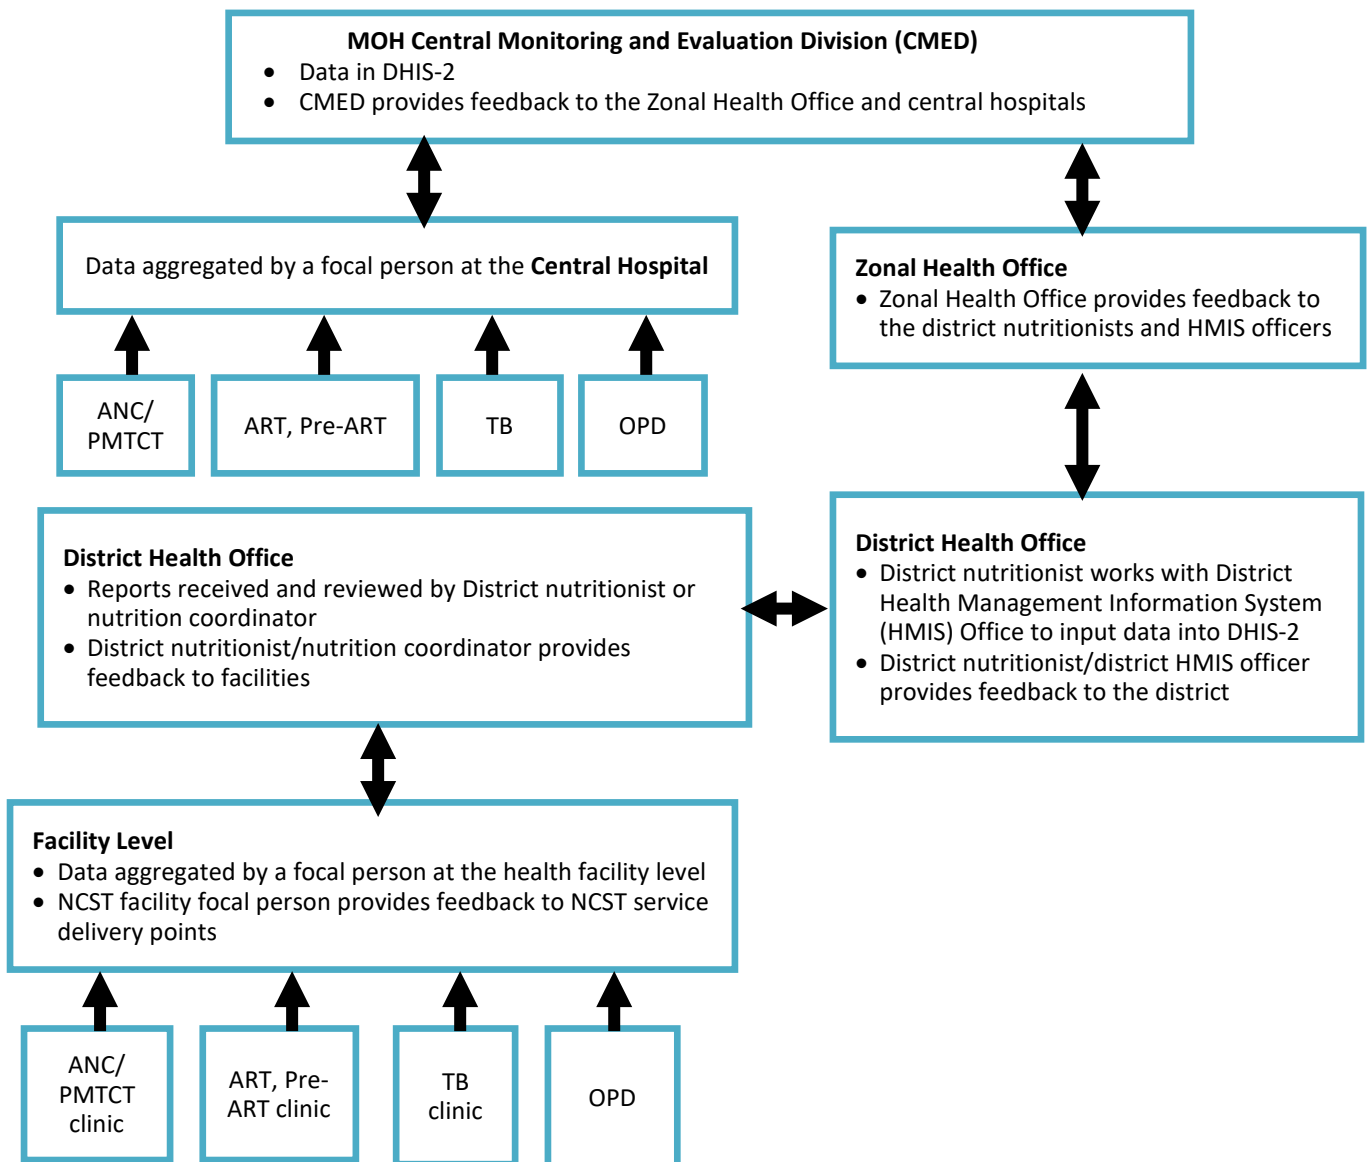 MOH Central Monitoring and Evaluation Division (CMED)
• Data in DHIS-2
• CMED provides feedback to the Zonal Health Office and central hospitals
Data aggregated by a focal person at the Central Hospital
Zonal Health Office
• Zonal Health Office provides feedback to
the district nutritionists and HMIS officers
ANC/
PMTCT
ART, Pre-ART
TB
OPD
District Health Office
• Reports received and reviewed by District nutritionist or
nutrition coordinator
• District nutritionist/nutrition coordinator provides
feedback to facilities
District Health Office
• District nutritionist works with District
Health Management Information System
(HMIS) Office to input data into DHIS-2
• District nutritionist/district HMIS officer
provides feedback to the district
Facility Level
• Data aggregated by a focal person at the health facility level
• NCST facility focal person provides feedback to NCST service
delivery points
ANC/
PMTCT
clinic
ART, Pre-
ART clinic
TB
clinic
OPD